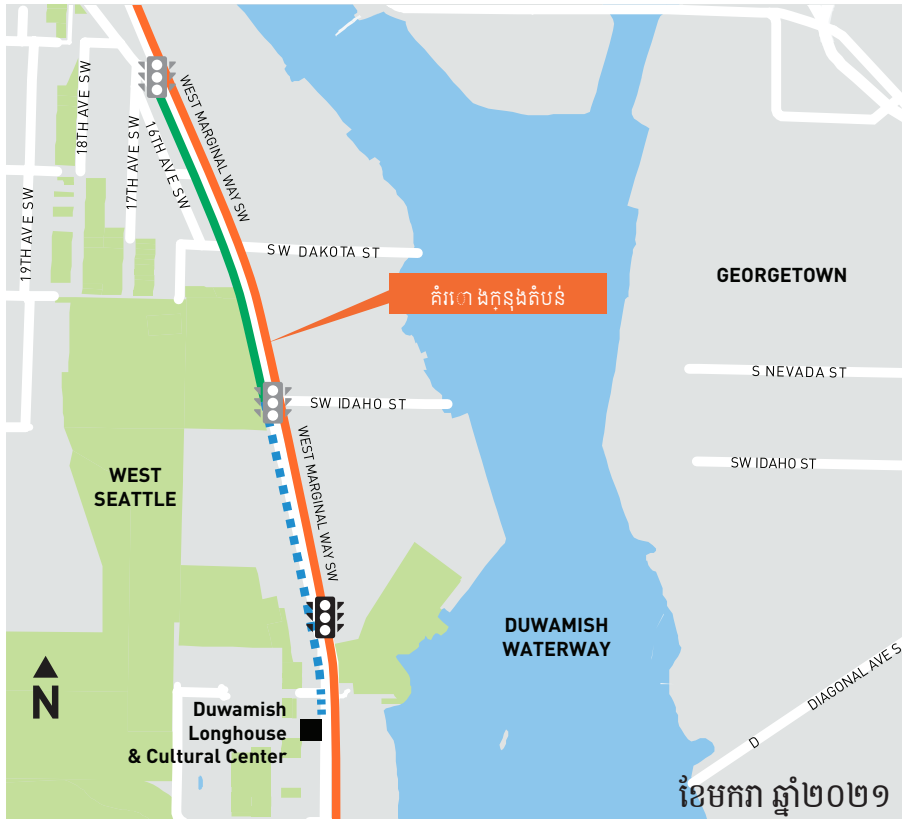 18TH AVE SW
17TH AVE SW
16TH AVE SW
19TH AVE SW
WEST MARGINAL WAY SW
SW DAKOTA ST
គំរោ ងក្នុងតំបន់
GEORGETOWN
S NEVADA ST
SW IDAHO ST
SW IDAHO ST
WEST MARGINAL WAY SW
WEST
SEATTLE
DUWAMISH
WATERWAY
N
Duwamish
Longhouse
& Cultural Center
DIAGONAL AVE S
D
ខែមករា ឆ្នាំ២០២១